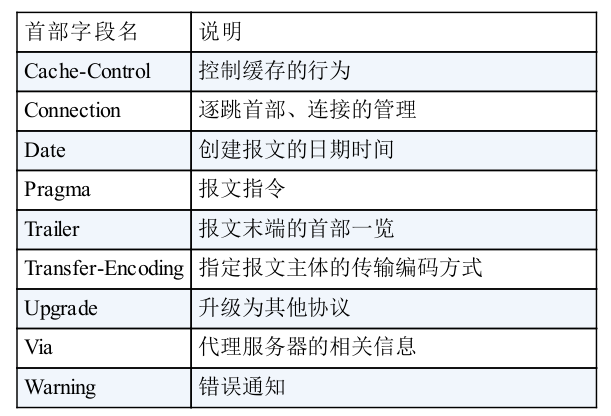 首部字段名 说明
Cache-Control 控制缓存的行为
Connection 逐跳首部、连接的管理
Date 创建报文的日期时间
Pragma 报文指令
Trailer 报文末端的首部一览
Transfer-Encoding 指定报文主体的传输编码方式
Upgrade 升级为其他协议
Via 代理服务器的相关信息
Warning 错误通知